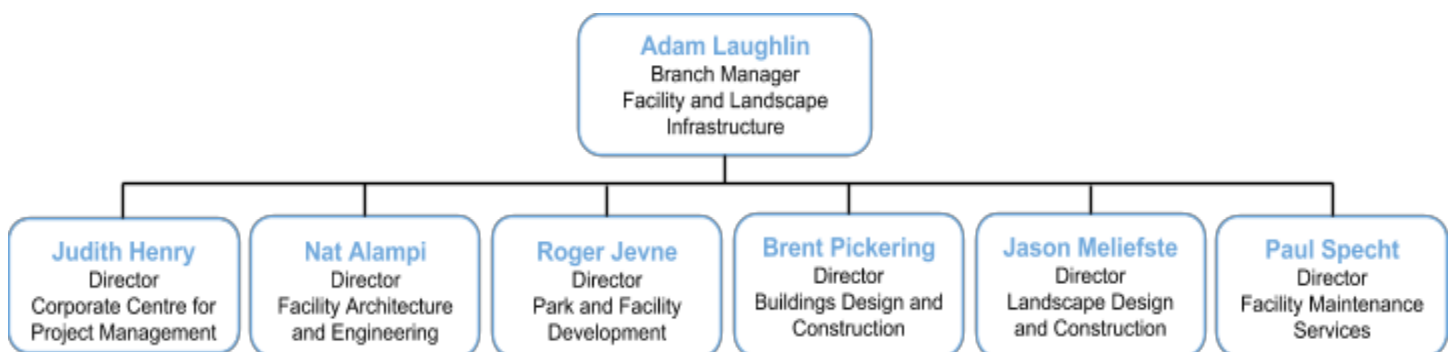 Adam Laughlin
Branch Manager
Facility and Landscape
Infrastructure
Judith Henry
Director
Corporate Centre for
Project Management
Nat Alampi
Director
Facility Architecture
and Engineering
Roger Jevne
Director
Park and Facility
Development
Brent Pickering
Director
Buildings Design and
Construction
Jason Meliefste
Director
Landscape Design
and Construction
Paul Specht
Director
Facility Maintenance
Services